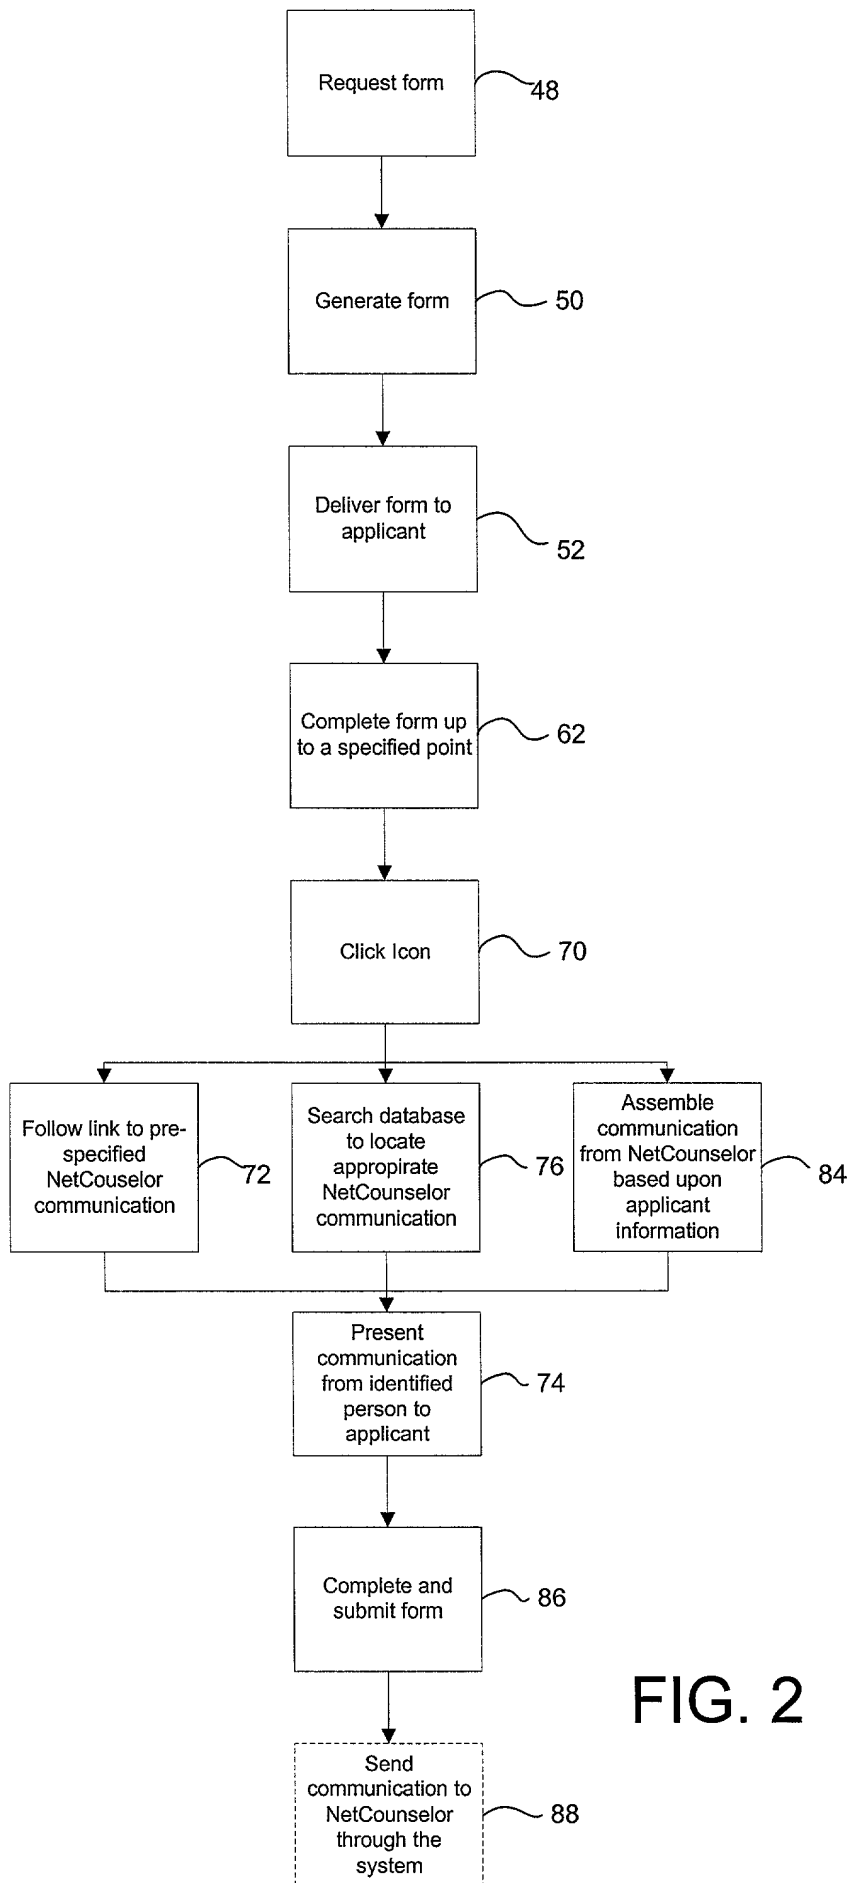 Request form
48
Generate form
50
Deliver form to
applicant
52
Complete form up
to a specified point
62
Click Icon
70
Follow link to pre-
specified
NetCouselor
communication
72
Search database
to locate
appropirate
NetCounselor
communication
76
Assemble
communication
from NetCounselor
based upon
applicant
information
84
Present
communication
from identified
person to
applicant
74
Complete and
submit form
86
FIG. 2
Send
communication to
NetCounselor
through the
system
88